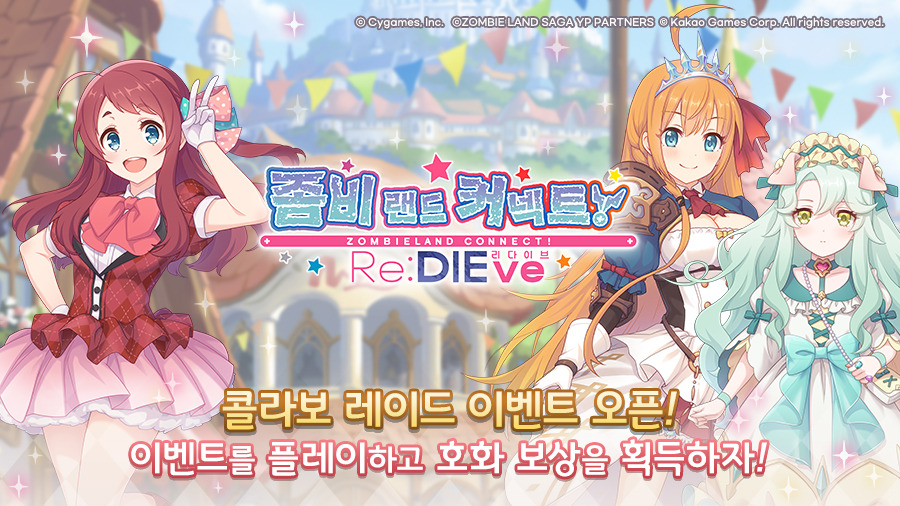 © Cygames, Inc. ©ZOMBIE LAND SAGA YP PARTNERS © Kakao Games Corp. All rights reserved.
좀비 랜드 커넥트!
ZOMBIELAND CONNECT!
리 다 이 브
Re:DIEve
콜라보 레이드 이벤트 오픈!
이벤트를 플레이하고 호화 보상을 획득하자!